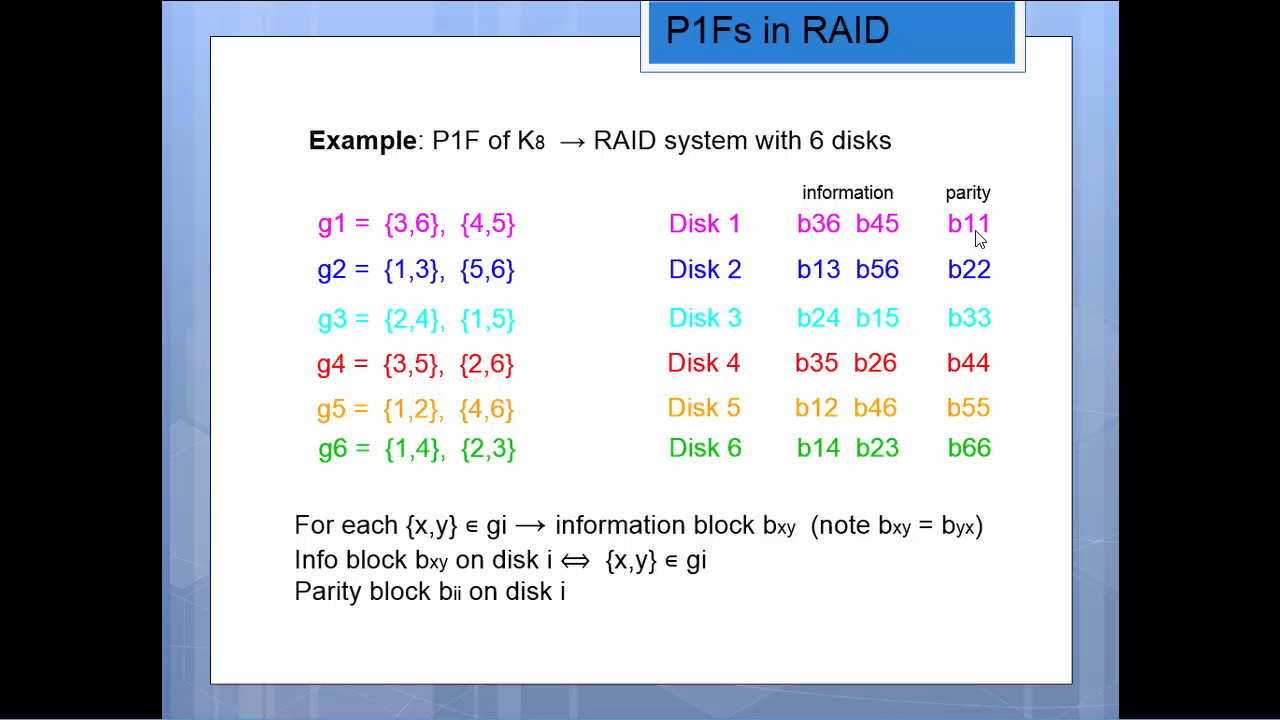 P1Fs in RAID
Example: P1F of K8 → RAID system with 6 disks
information parity
g1 = {3,6}, {4,5} Disk 1 b36 b45 b11
g2 = {1,3}, {5,6} Disk 2 b13 b56 b22
g3 = {2,4}, {1,5} Disk 3 b24 b15 b33
g4 = {3,5}, {2,6} Disk 4 b35 b26 b44
g5 = {1,2}, {4,6} Disk 5 b12 b46 b55
g6 = {1,4}, {2,3} Disk 6 b14 b23 b66
For each {x,y} ∈ gi → information block bxy (note bxy = byx)
Info block bxy on disk i ⇔ {x,y} ∈ gi
Parity block bii on disk i